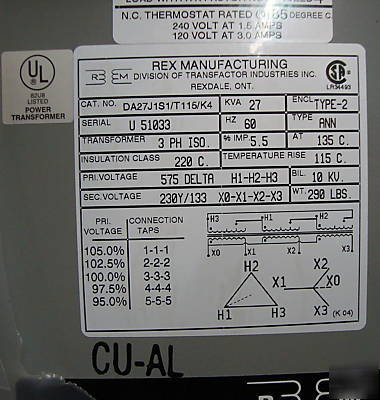 N.C. THERMOSTAT RATED @ 185 DEGREE C.
240 VOLT AT 1.5 AMPS
120 VOLT AT 3.0 AMPS
UL
82U8
LISTED
POWER
TRANSFORMER
REX MANUFACTURING
DIVISION OF TRANSFACTOR INDUSTRIES INC.
REXDALE, ONT.
SA
LR34493
CAT. NO. DA27J1S1/T115/K4 KVA 27 ENCL TYPE-2
SERIAL U 51033 HZ 60 TYPE ANN
TRANSFORMER 3 PH ISO. % IMP 5.5 AT 135 C.
INSULATION CLASS 220 C. TEMPERATURE RISE 115 C.
PRI.VOLTAGE 575 DELTA H1-H2-H3 BIL. 10 KV.
SEC.VOLTAGE 230Y/133 X0-X1-X2-X3 WT. 290 LBS.
PRI. VOLTAGE CONNECTION TAPS
105.0% 1-1-1
102.5% 2-2-2
100.0% 3-3-3
97.5% 4-4-4
95.0% 5-5-5
H3 H2 H1
X0 X1 X2 X3
H2
H1 H3
X2
X1 X0
X3
(K 04)
CU-AL